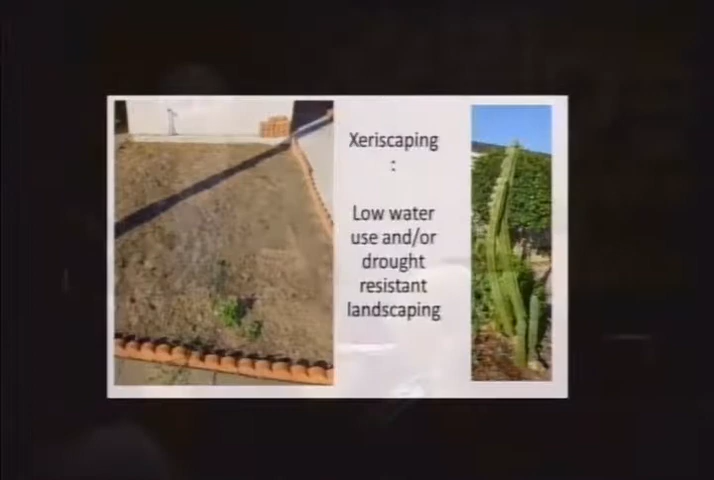 Xeriscaping
:
Low water
use and/or
drought
resistant
landscaping